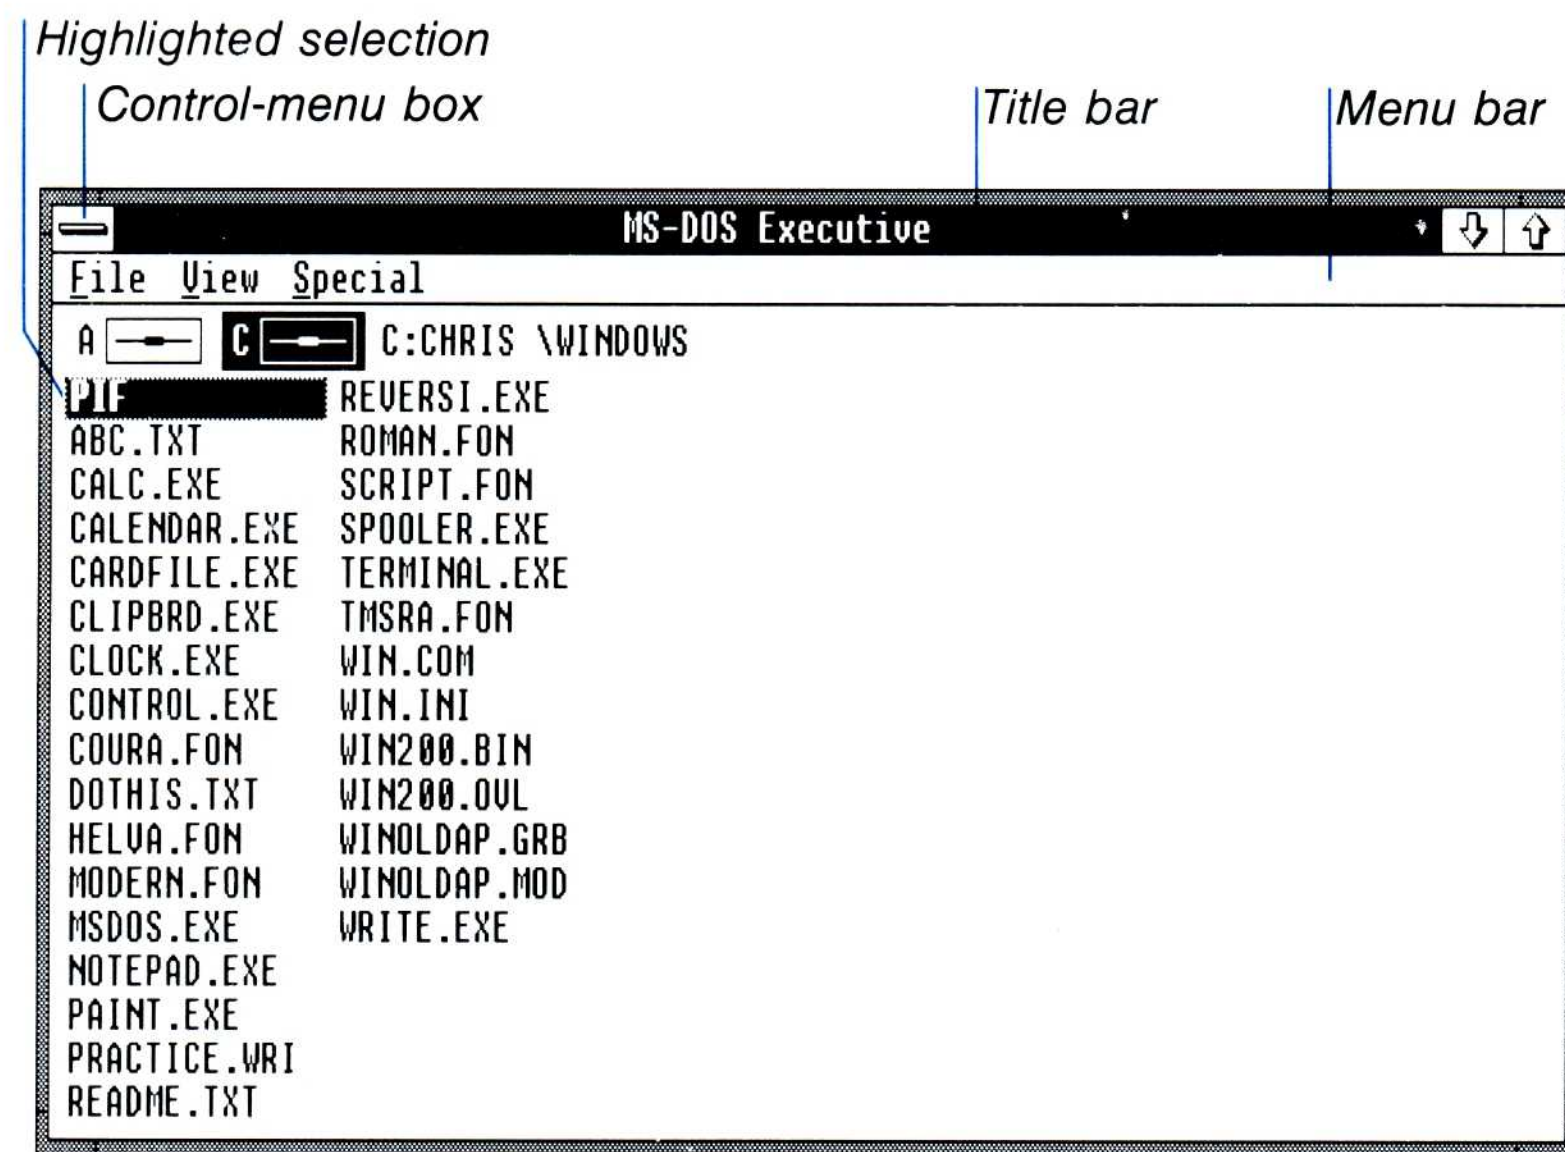 Highlighted selection
Control-menu box
Title bar
Menu bar
MS-DOS Executive
File View Special
A C C:CHRIS \WINDOWS
PIF REVERSI.EXE
ABC.TXT ROMAN.FON
CALC.EXE SCRIPT.FON
CALENDAR.EXE SPOOLER.EXE
CARDFILE.EXE TERMINAL.EXE
CLIPBRD.EXE TMSRA.FON
CLOCK.EXE WIN.COM
CONTROL.EXE WIN.INI
COURA.FON WIN200.BIN
DOTHIS.TXT WIN200.OVL
HELVA.FON WINOLDAP.GRB
MODERN.FON WINOLDAP.MOD
MSDOS.EXE WRITE.EXE
NOTEPAD.EXE
PAINT.EXE
PRACTICE.WRI
README.TXT